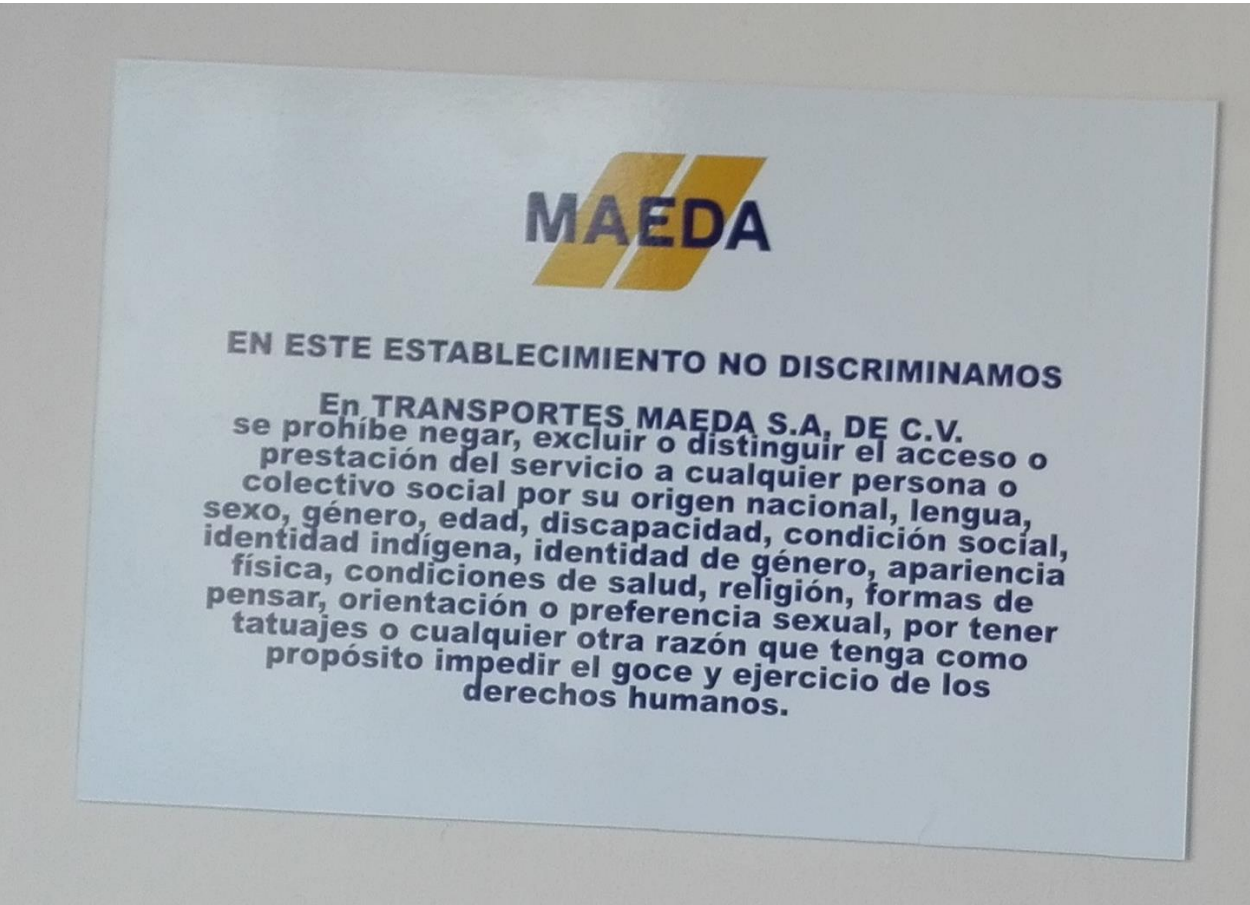 MAEDA
EN ESTE ESTABLECIMIENTO NO DISCRIMINAMOS
En TRANSPORTES MAEDA S.A. DE C.V.
se prohíbe negar, excluir o distinguir el acceso o
prestación del servicio a cualquier persona o
colectivo social por su origen nacional, lengua,
sexo, género, edad, discapacidad, condición social,
identidad indígena, identidad de género, apariencia
física, condiciones de salud, religión, formas de
pensar, orientación o preferencia sexual, por tener
tatuajes o cualquier otra razón que tenga como
propósito impedir el goce y ejercicio de los
derechos humanos.